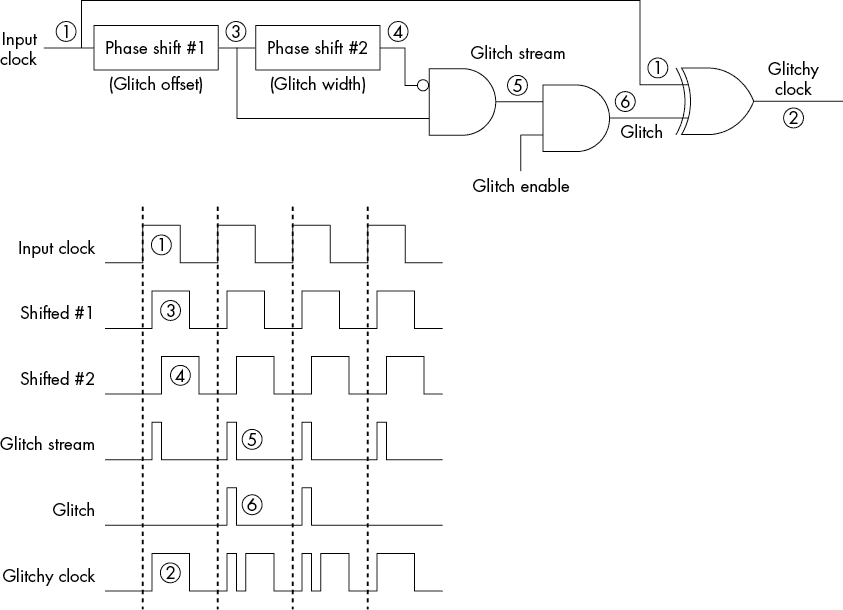 Input
clock
①
Phase shift #1
(Glitch offset)
③
Phase shift #2
(Glitch width)
④
Glitch stream
⑤
Glitch enable
⑥
Glitch
①
Glitchy
clock
②
Input clock
①
Shifted #1
③
Shifted #2
④
Glitch stream
⑤
Glitch
⑥
Glitchy clock
②